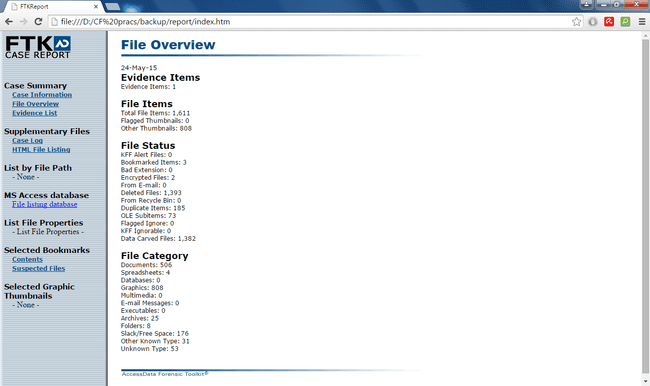 FTKReport
file:///D:/CF%20pracs/backup/report/index.htm
FTK AD
CASE REPORT
Case Summary
Case Information
File Overview
Evidence List
Supplementary Files
Case Log
HTML File Listing
List by File Path
- None -
MS Access database
File listing database
List File Properties
- List File Properties -
Selected Bookmarks
Contents
Suspected Files
Selected Graphic
Thumbnails
- None -
File Overview
24-May-15
Evidence Items
Evidence Items: 1
File Items
Total File Items: 1,611
Flagged Thumbnails: 0
Other Thumbnails: 808
File Status
KFF Alert Files: 0
Bookmarked Items: 3
Bad Extension: 0
Encrypted Files: 2
From E-mail: 0
Deleted Files: 1,393
From Recycle Bin: 0
Duplicate Items: 185
OLE Subitems: 73
Flagged Ignore: 0
KFF Ignorable: 0
Data Carved Files: 1,382
File Category
Documents: 506
Spreadsheets: 4
Databases: 0
Graphics: 808
Multimedia: 0
E-mail Messages: 0
Executables: 0
Archives: 25
Folders: 8
Slack/Free Space: 176
Other Known Type: 31
Unknown Type: 53
AccessData Forensic Toolkit®